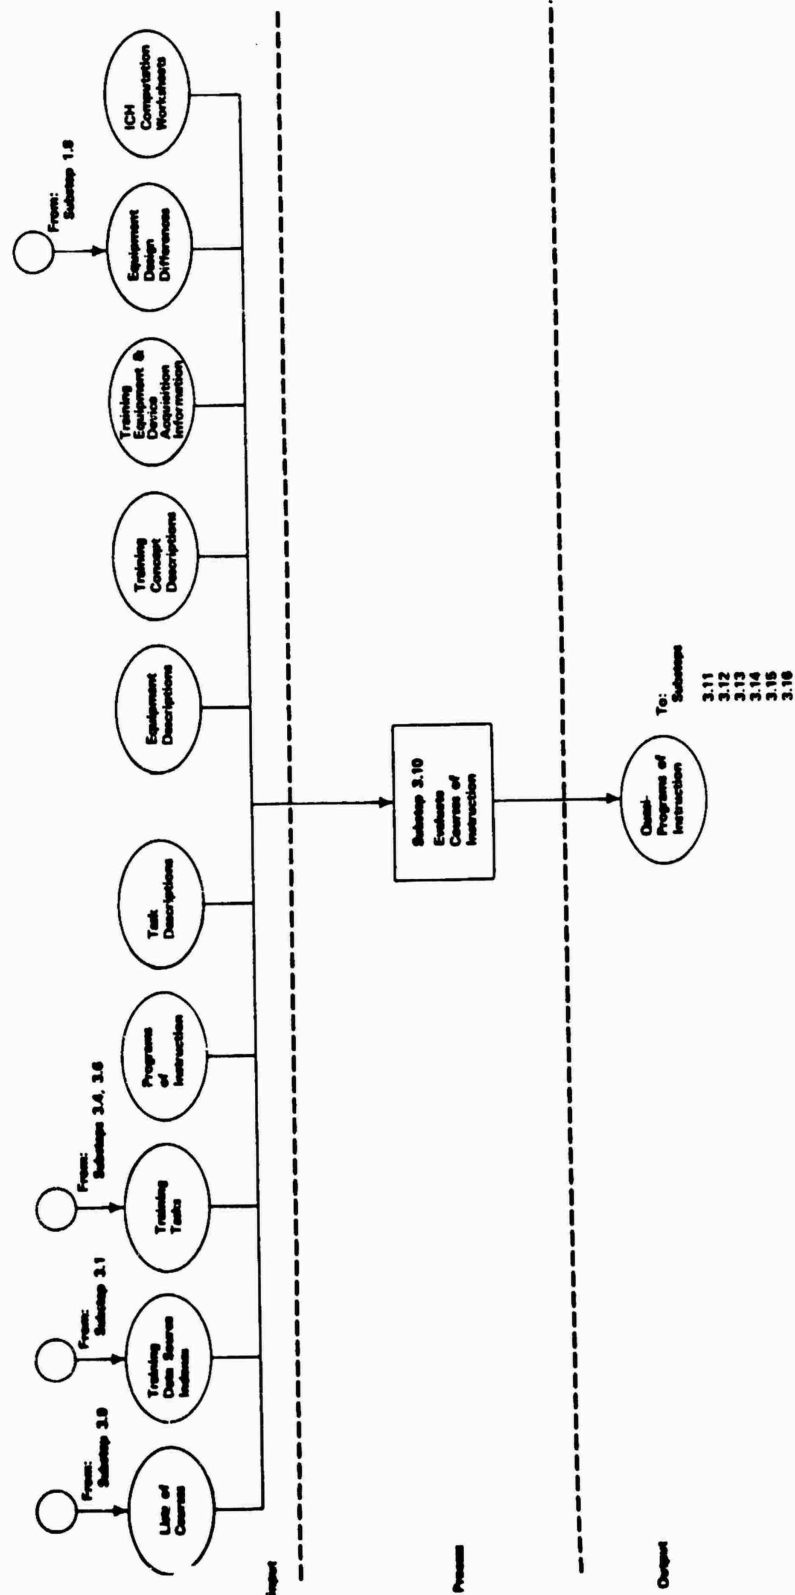 From:
Substep 3.9
Lists of
Courses
From:
Substep 3.1
Training
Data Source
Indexes
From:
Substeps 3.4, 3.6
Training
Tasks
Programs
of
Instruction
Task
Descriptions
Equipment
Descriptions
Training
Concept
Descriptions
Training
Equipment &
Device
Acquisition
Information
From:
Substep 1.8
Equipment
Design
Differences
ICH
Computation
Worksheets
Input
Process
Substep 3.10
Evaluate
Courses of
Instruction
Output
Quasi-
Programs of
Instruction
To:
Substeps
3.11
3.12
3.13
3.14
3.15
3.16